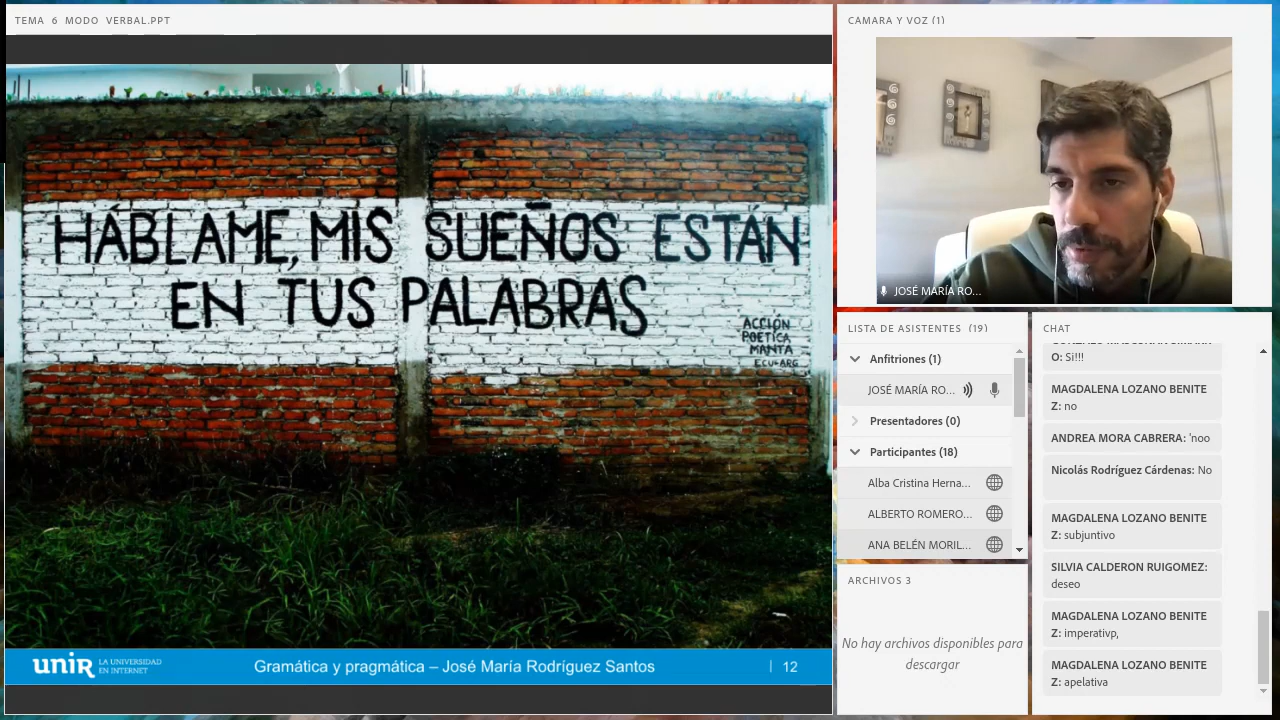 TEMA 6 MODO VERBAL.PPT
HÁBLAME, MIS SUEÑOS ESTÁN
EN TUS PALABRAS
ACCIÓN
POÉTICA
MANTA
ECU-ARG
unir LA UNIVERSIDAD
EN INTERNET
Gramática y pragmática – José María Rodríguez Santos
| 12
CAMARA Y VOZ (1)
JOSÉ MARÍA RO...
LISTA DE ASISTENTES (19)
Anfitriones (1)
JOSÉ MARÍA RO...
Presentadores (0)
Participantes (18)
Alba Cristina Herna...
ALBERTO ROMERO...
ANA BELÉN MORIL...
ARCHIVOS 3
No hay archivos disponibles para
descargar
CHAT
O: Si!!!
MAGDALENA LOZANO BENITE
Z: no
ANDREA MORA CABRERA: 'noo
Nicolás Rodríguez Cárdenas: No
MAGDALENA LOZANO BENITE
Z: subjuntivo
SILVIA CALDERON RUIGOMEZ:
deseo
MAGDALENA LOZANO BENITE
Z: imperativp,
MAGDALENA LOZANO BENITE
Z: apelativa